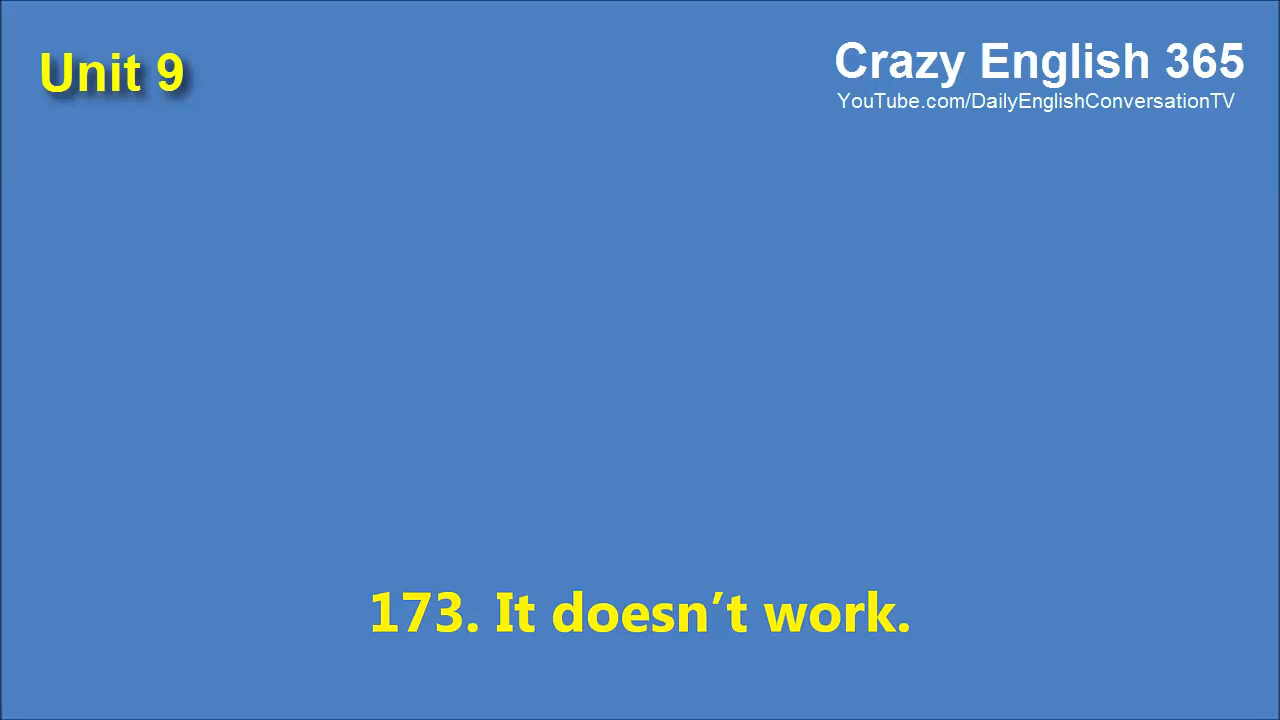 Unit 9
Crazy English 365
YouTube.com/DailyEnglishConversationTV
173. It doesn’t work.